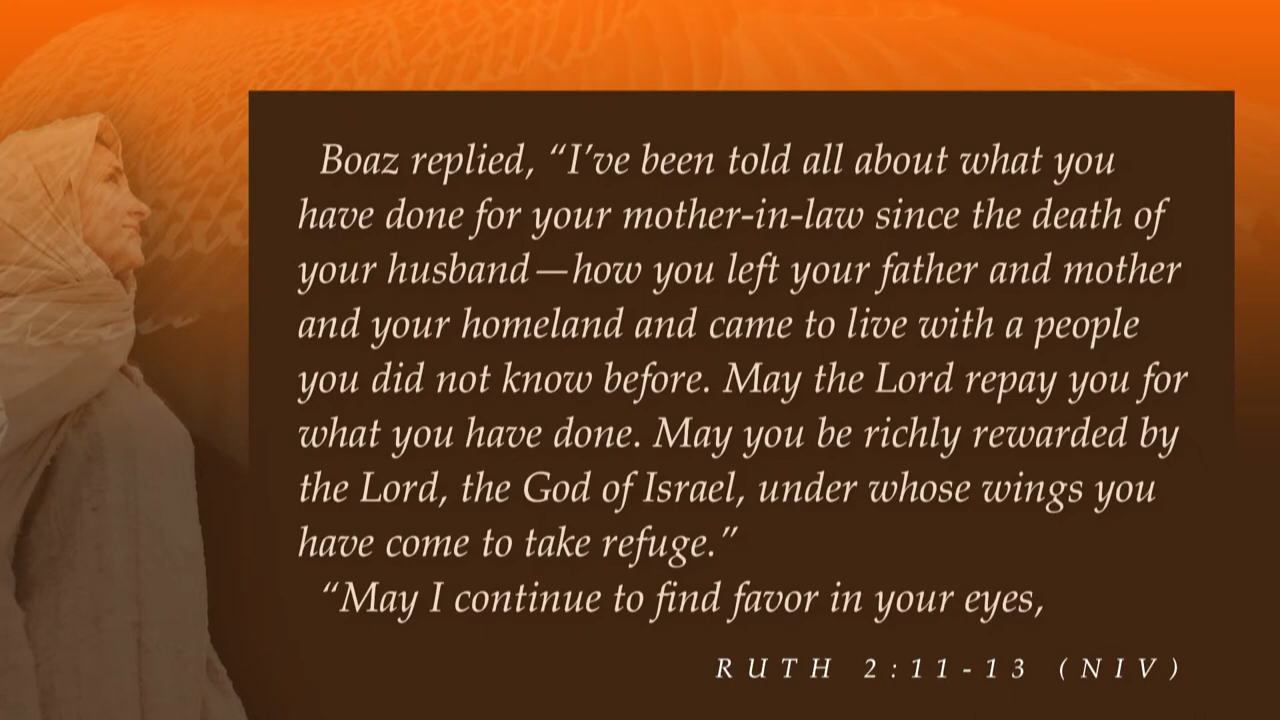 Boaz replied, “I’ve been told all about what you
have done for your mother-in-law since the death of
your husband—how you left your father and mother
and your homeland and came to live with a people
you did not know before. May the Lord repay you for
what you have done. May you be richly rewarded by
the Lord, the God of Israel, under whose wings you
have come to take refuge.”
“May I continue to find favor in your eyes,
RUTH 2:11-13 (NIV)